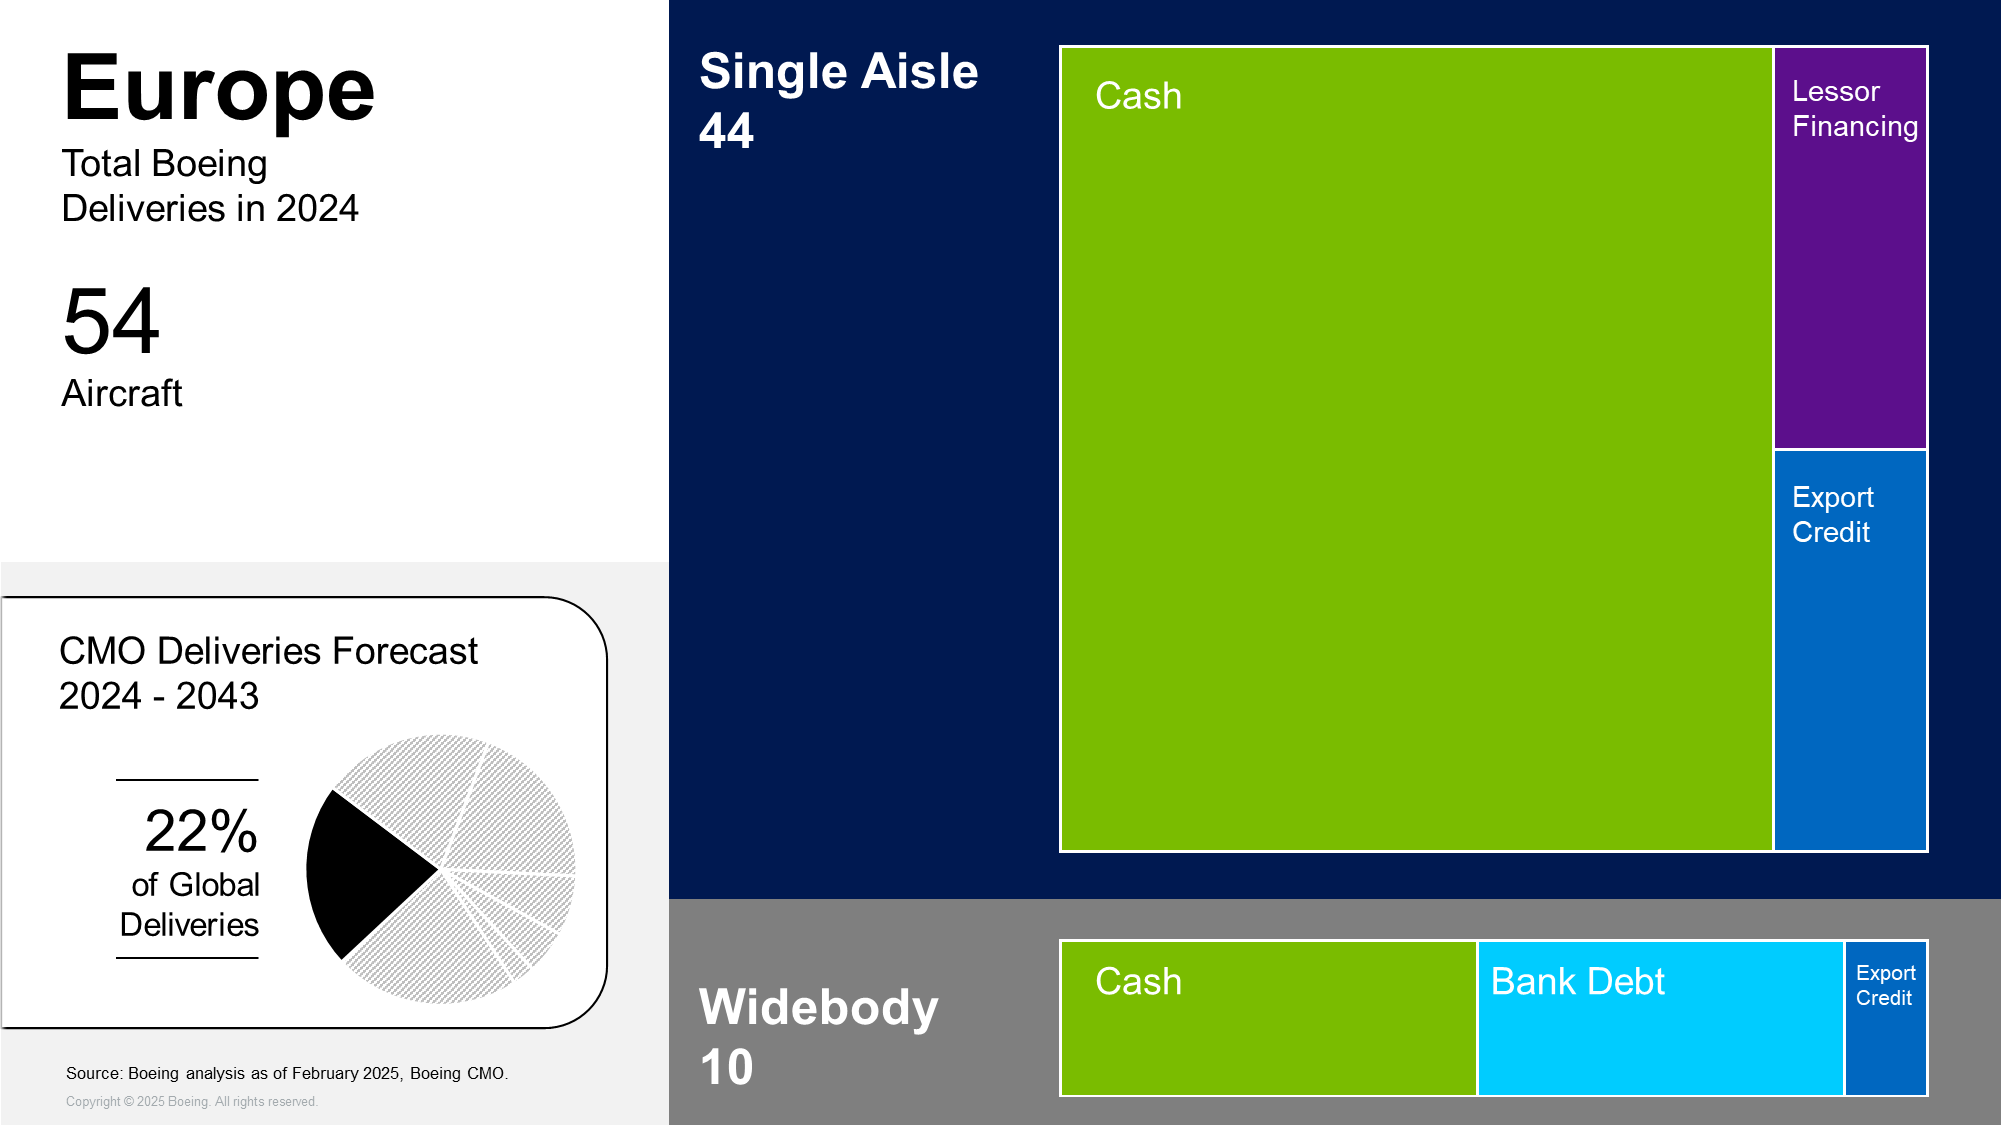 Europe
Total Boeing
Deliveries in 2024
54
Aircraft
CMO Deliveries Forecast
2024 - 2043
22%
of Global
Deliveries
Source: Boeing analysis as of February 2025, Boeing CMO.
Copyright © 2025 Boeing. All rights reserved.
Single Aisle
44
Cash
Lessor
Financing
Export
Credit
Widebody
10
Cash
Bank Debt
Export
Credit